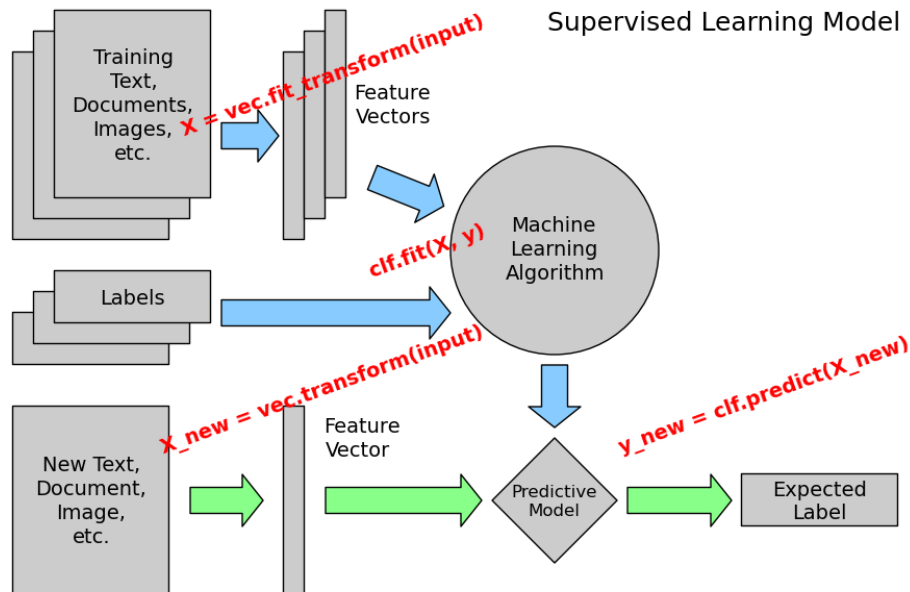 Supervised Learning Model
Training
Text,
Documents,
Images,
etc.
X = vec.fit_transform(input)
Feature
Vectors
Machine
Learning
Algorithm
clf.fit(X, y)
Labels
X_new = vec.transform(input)
y_new = clf.predict(X_new)
New Text,
Document,
Image,
etc.
Feature
Vector
Predictive
Model
Expected
Label